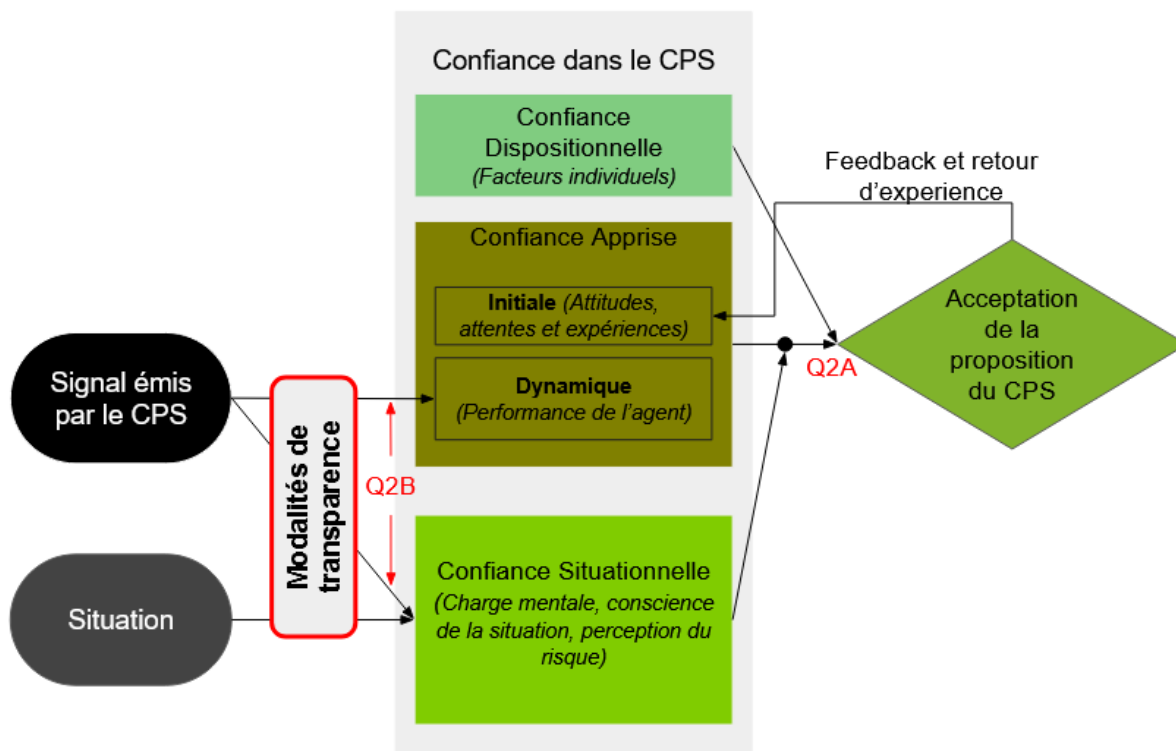 Confiance dans le CPS
Confiance
Dispositionnelle
(Facteurs individuels)
Feedback et retour
d'experience
Confiance Apprise
Initiale (Attitudes,
attentes et expériences)
Acceptation
de la
proposition
du CPS
Q2A
Signal émis
par le CPS
Modalités de
transparence
Dynamique
(Performance de l'agent)
Q2B
Situation
Confiance Situationnelle
(Charge mentale, conscience
de la situation, perception du
risque)